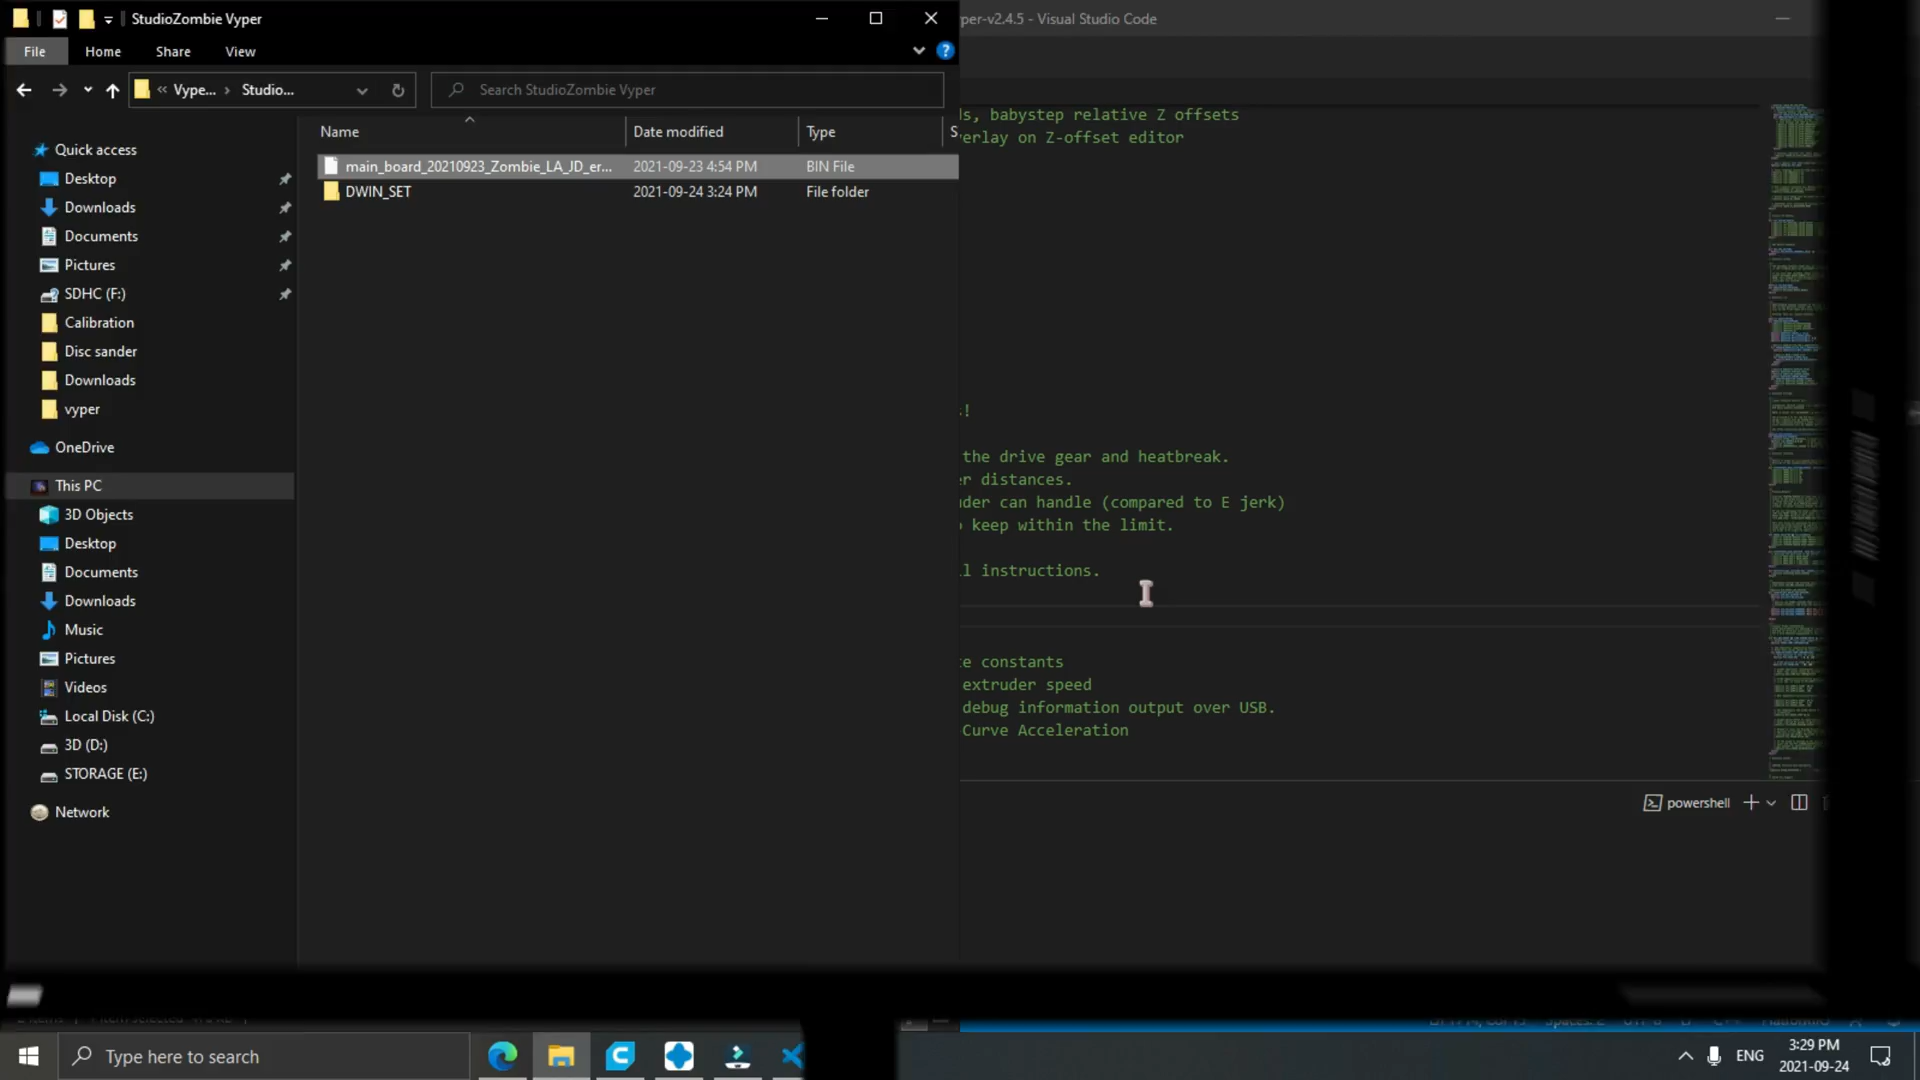 StudioZombie Vyper
per-v2.4.5 - Visual Studio Code
File
Home
Share
View
Vype...
Studio...
Search StudioZombie Vyper
Name
Date modified
Type
S
main_board_20210923_Zombie_LA_JD_er...
2021-09-23 4:54 PM
BIN File
DWIN_SET
2021-09-24 3:24 PM
File folder
Quick access
Desktop
Downloads
Documents
Pictures
SDHC (F:)
Calibration
Disc sander
Downloads
vyper
OneDrive
This PC
3D Objects
Desktop
Documents
Downloads
Music
Pictures
Videos
Local Disk (C:)
3D (D:)
STORAGE (E:)
Network
s, babystep relative Z offsets
erlay on Z-offset editor
s!
the drive gear and heatbreak.
er distances.
uder can handle (compared to E jerk)
keep within the limit.
ll instructions.
te constants
extruder speed
debug information output over USB.
Curve Acceleration
powershell
Type here to search
ENG
3:29 PM
2021-09-24